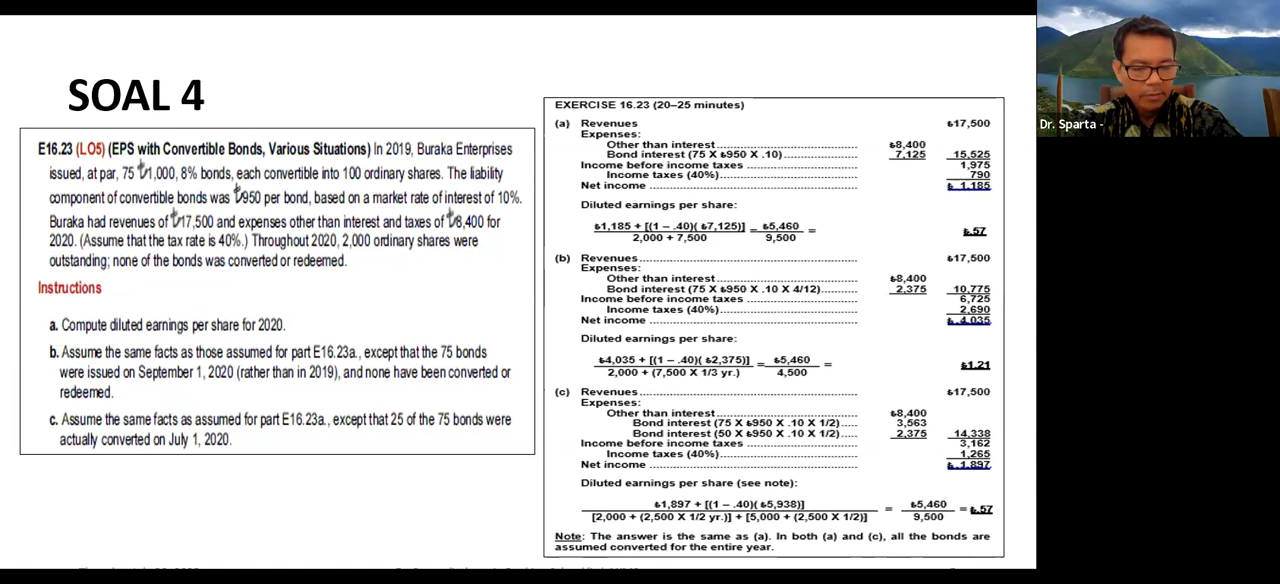 SOAL 4
E16.23 (LO5) (EPS with Convertible Bonds, Various Situations) In 2019, Buraka Enterprises
issued, at par, 75 ₺1,000, 8% bonds, each convertible into 100 ordinary shares. The liability
component of convertible bonds was ₺950 per bond, based on a market rate of interest of 10%.
Buraka had revenues of ₺17,500 and expenses other than interest and taxes of ₺8,400 for
2020. (Assume that the tax rate is 40%.) Throughout 2020, 2,000 ordinary shares were
outstanding; none of the bonds was converted or redeemed.
Instructions
a. Compute diluted earnings per share for 2020.
b. Assume the same facts as those assumed for part E16.23a., except that the 75 bonds
were issued on September 1, 2020 (rather than in 2019), and none have been converted or
redeemed.
c. Assume the same facts as assumed for part E16.23a., except that 25 of the 75 bonds were
actually converted on July 1, 2020.
EXERCISE 16.23 (20–25 minutes)
(a) Revenues ₺17,500
Expenses:
Other than interest ₺8,400
Bond interest (75 X ₺950 X .10) 7,125 15,525
Income before income taxes 1,975
Income taxes (40%) 790
Net income ₺ 1,185
Diluted earnings per share:
₺1,185 + [(1 – .40)( ₺7,125)] = ₺5,460 =
2,000 + 7,500 9,500
₺.57
(b) Revenues ₺17,500
Expenses:
Other than interest ₺8,400
Bond interest (75 X ₺950 X .10 X 4/12) 2,375 10,775
Income before income taxes 6,725
Income taxes (40%) 2,690
Net income ₺ 4,035
Diluted earnings per share:
₺4,035 + [(1 – .40)( ₺2,375)] = ₺5,460 =
2,000 + (7,500 X 1/3 yr.) 4,500
₺1.21
(c) Revenues ₺17,500
Expenses:
Other than interest ₺8,400
Bond interest (75 X ₺950 X .10 X 1/2) 3,563
Bond interest (50 X ₺950 X .10 X 1/2) 2,375 14,338
Income before income taxes 3,162
Income taxes (40%) 1,265
Net income ₺ 1,897
Diluted earnings per share (see note):
₺1,897 + [(1 – .40)( ₺5,938)] = ₺5,460 = ₺.57
[2,000 + (2,500 X 1/2 yr.)] + [5,000 + (2,500 X 1/2)] 9,500
Note: The answer is the same as (a). In both (a) and (c), all the bonds are
assumed converted for the entire year.
Dr. Sparta -